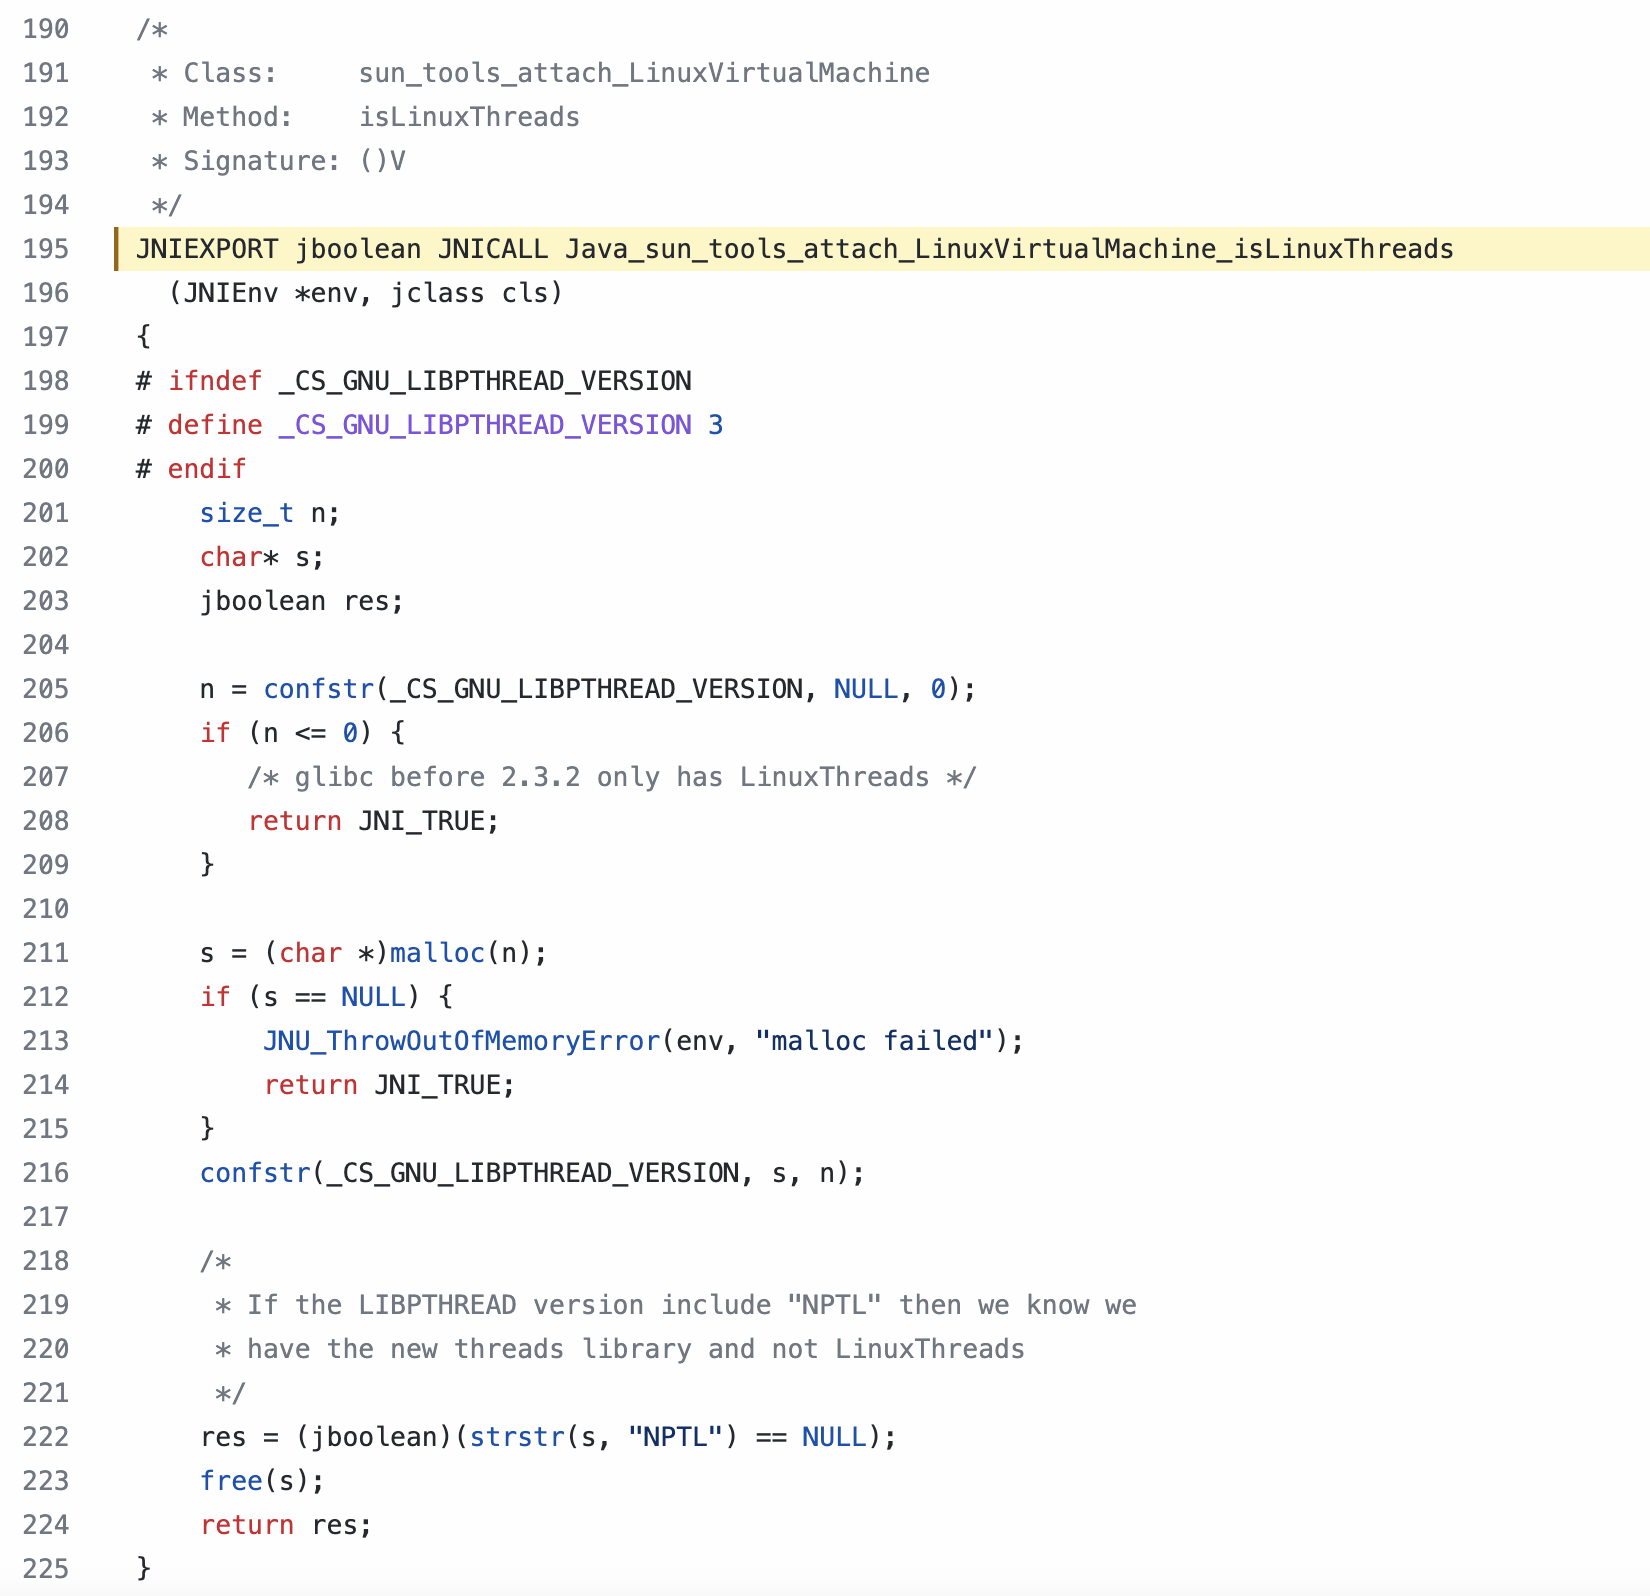 190 /*
191  * Class:     sun_tools_attach_LinuxVirtualMachine
192  * Method:    isLinuxThreads
193  * Signature: ()V
194  */
195 JNIEXPORT jboolean JNICALL Java_sun_tools_attach_LinuxVirtualMachine_isLinuxThreads
196   (JNIEnv *env, jclass cls)
197 {
198 # ifndef _CS_GNU_LIBPTHREAD_VERSION
199 # define _CS_GNU_LIBPTHREAD_VERSION 3
200 # endif
201     size_t n;
202     char* s;
203     jboolean res;
204
205     n = confstr(_CS_GNU_LIBPTHREAD_VERSION, NULL, 0);
206     if (n <= 0) {
207        /* glibc before 2.3.2 only has LinuxThreads */
208        return JNI_TRUE;
209     }
210
211     s = (char *)malloc(n);
212     if (s == NULL) {
213         JNU_ThrowOutOfMemoryError(env, "malloc failed");
214         return JNI_TRUE;
215     }
216     confstr(_CS_GNU_LIBPTHREAD_VERSION, s, n);
217
218     /*
219      * If the LIBPTHREAD version include "NPTL" then we know we
220      * have the new threads library and not LinuxThreads
221      */
222     res = (jboolean)(strstr(s, "NPTL") == NULL);
223     free(s);
224     return res;
225 }